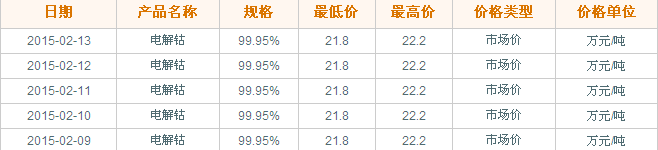 日期 产品名称 规格 最低价 最高价 价格类型 价格单位
2015-02-13 电解钴 99.95% 21.8 22.2 市场价 万元/吨
2015-02-12 电解钴 99.95% 21.8 22.2 市场价 万元/吨
2015-02-11 电解钴 99.95% 21.8 22.2 市场价 万元/吨
2015-02-10 电解钴 99.95% 21.8 22.2 市场价 万元/吨
2015-02-09 电解钴 99.95% 21.8 22.2 市场价 万元/吨